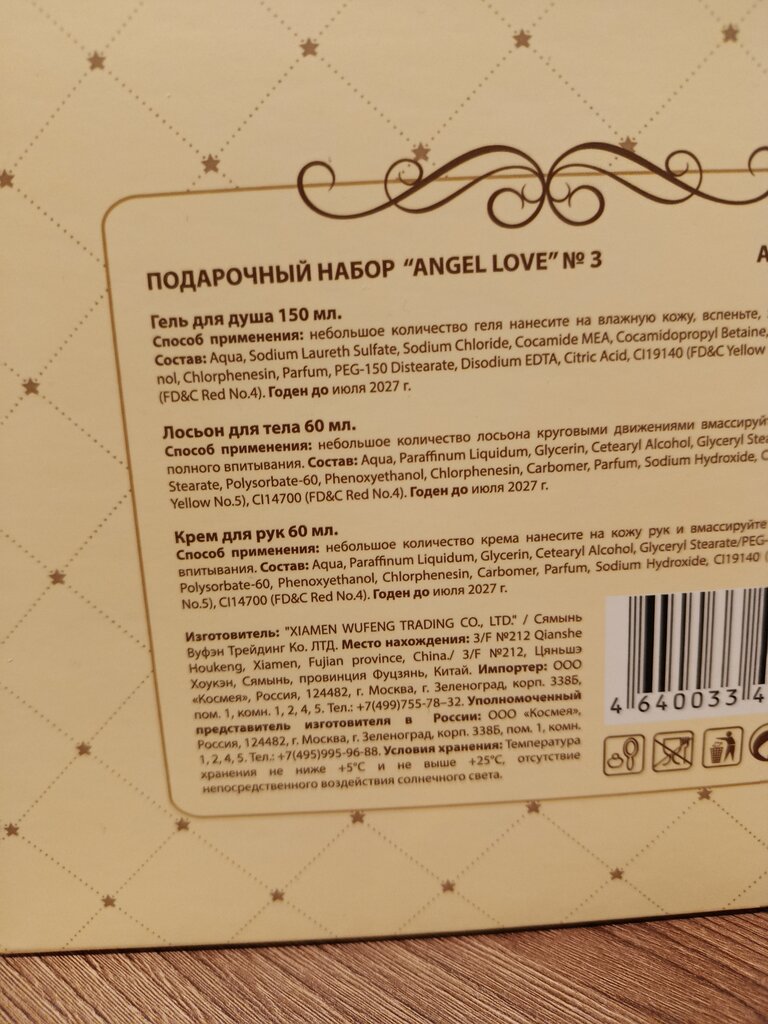 ПОДАРОЧНЫЙ НАБОР “ANGEL LOVE” № 3
Гель для душа 150 мл.
Способ применения: небольшое количество геля нанесите на влажную кожу, вспеньте,
Состав: Aqua, Sodium Laureth Sulfate, Sodium Chloride, Cocamide MEA, Cocamidopropyl Betaine,
nol, Chlorphenesin, Parfum, PEG-150 Distearate, Disodium EDTA, Citric Acid, CI19140 (FD&C Yellow
(FD&C Red No.4). Годен до июля 2027 г.
Лосьон для тела 60 мл.
Способ применения: небольшое количество лосьона круговыми движениями вмассируйт
полного впитывания. Состав: Aqua, Paraffinum Liquidum, Glycerin, Cetearyl Alcohol, Glyceryl Stea
Stearate, Polysorbate-60, Phenoxyethanol, Chlorphenesin, Carbomer, Parfum, Sodium Hydroxide,
Yellow No.5), CI14700 (FD&C Red No.4). Годен до июля 2027 г.
Крем для рук 60 мл.
Способ применения: небольшое количество крема нанесите на кожу рук и вмассируйте
впитывания. Состав: Aqua, Paraffinum Liquidum, Glycerin, Cetearyl Alcohol, Glyceryl Stearate/PEG-
Polysorbate-60, Phenoxyethanol, Chlorphenesin, Carbomer, Parfum, Sodium Hydroxide, CI19140 (
No.5), CI14700 (FD&C Red No.4). Годен до июля 2027 г.
Изготовитель: "XIAMEN WUFENG TRADING CO., LTD." / Сямынь
Вуфэн Трейдинг Ко. ЛТД. Место нахождения: 3/F №212 Qianshe
Houkeng, Xiamen, Fujian province, China./ 3/F №212, Цяньшэ
Хоукэн, Сямынь, провинция Фуцзянь, Китай. Импортер: ООО
«Космея», Россия, 124482, г. Москва, г. Зеленоград, корп. 338Б,
пом. 1, комн. 1, 2, 4, 5. Тел.: +7(499)755-78–32. Уполномоченный
представитель изготовителя в России: ООО «Космея»,
Россия, 124482, г. Москва, г. Зеленоград, корп. 338Б, пом. 1, комн.
1, 2, 4, 5. Тел.: +7(495)995-96-88. Условия хранения: Температура
хранения не ниже +5°C и не выше +25°C, отсутствие
непосредственного воздействия солнечного света.
4 640033 4